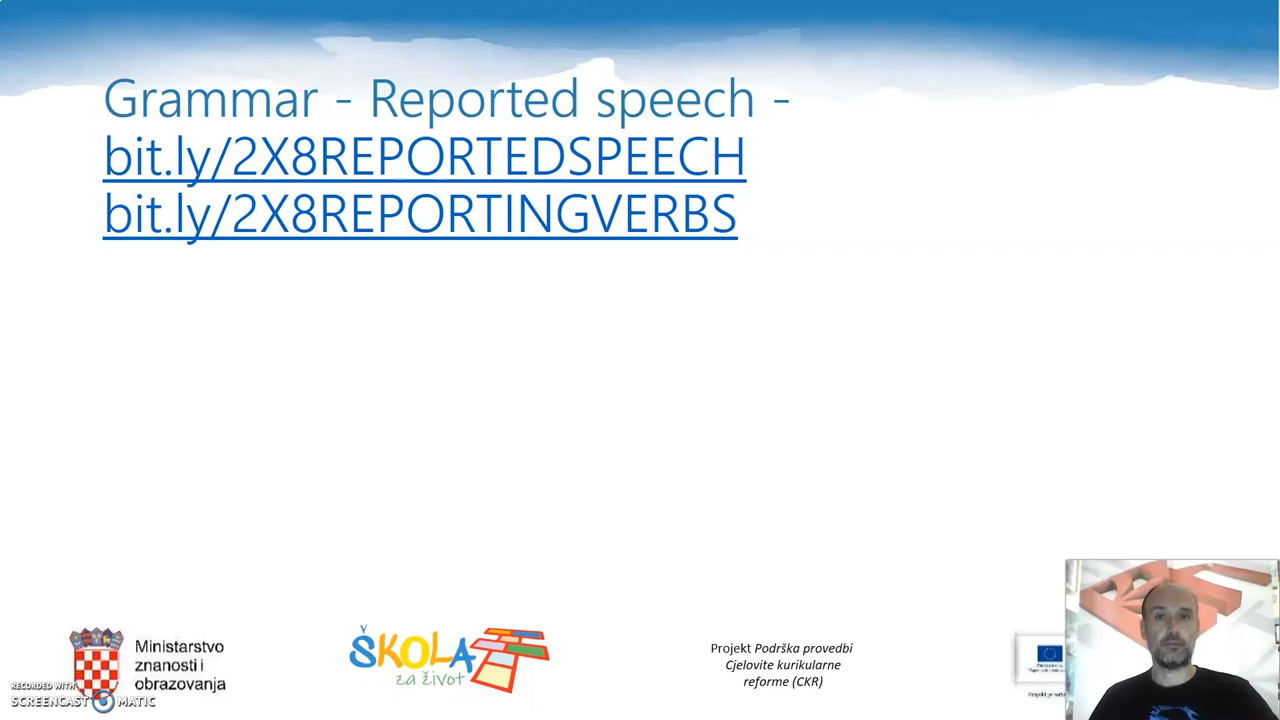 Grammar - Reported speech -
bit.ly/2X8REPORTEDSPEECH
bit.ly/2X8REPORTINGVERBS
Ministarstvo
znanosti i
obrazovanja
RECORDED WITH
SCREENCAST MATIC
ŠKOLA
za život
Projekt Podrška provedbi
Cjelovite kurikularne
reforme (CKR)